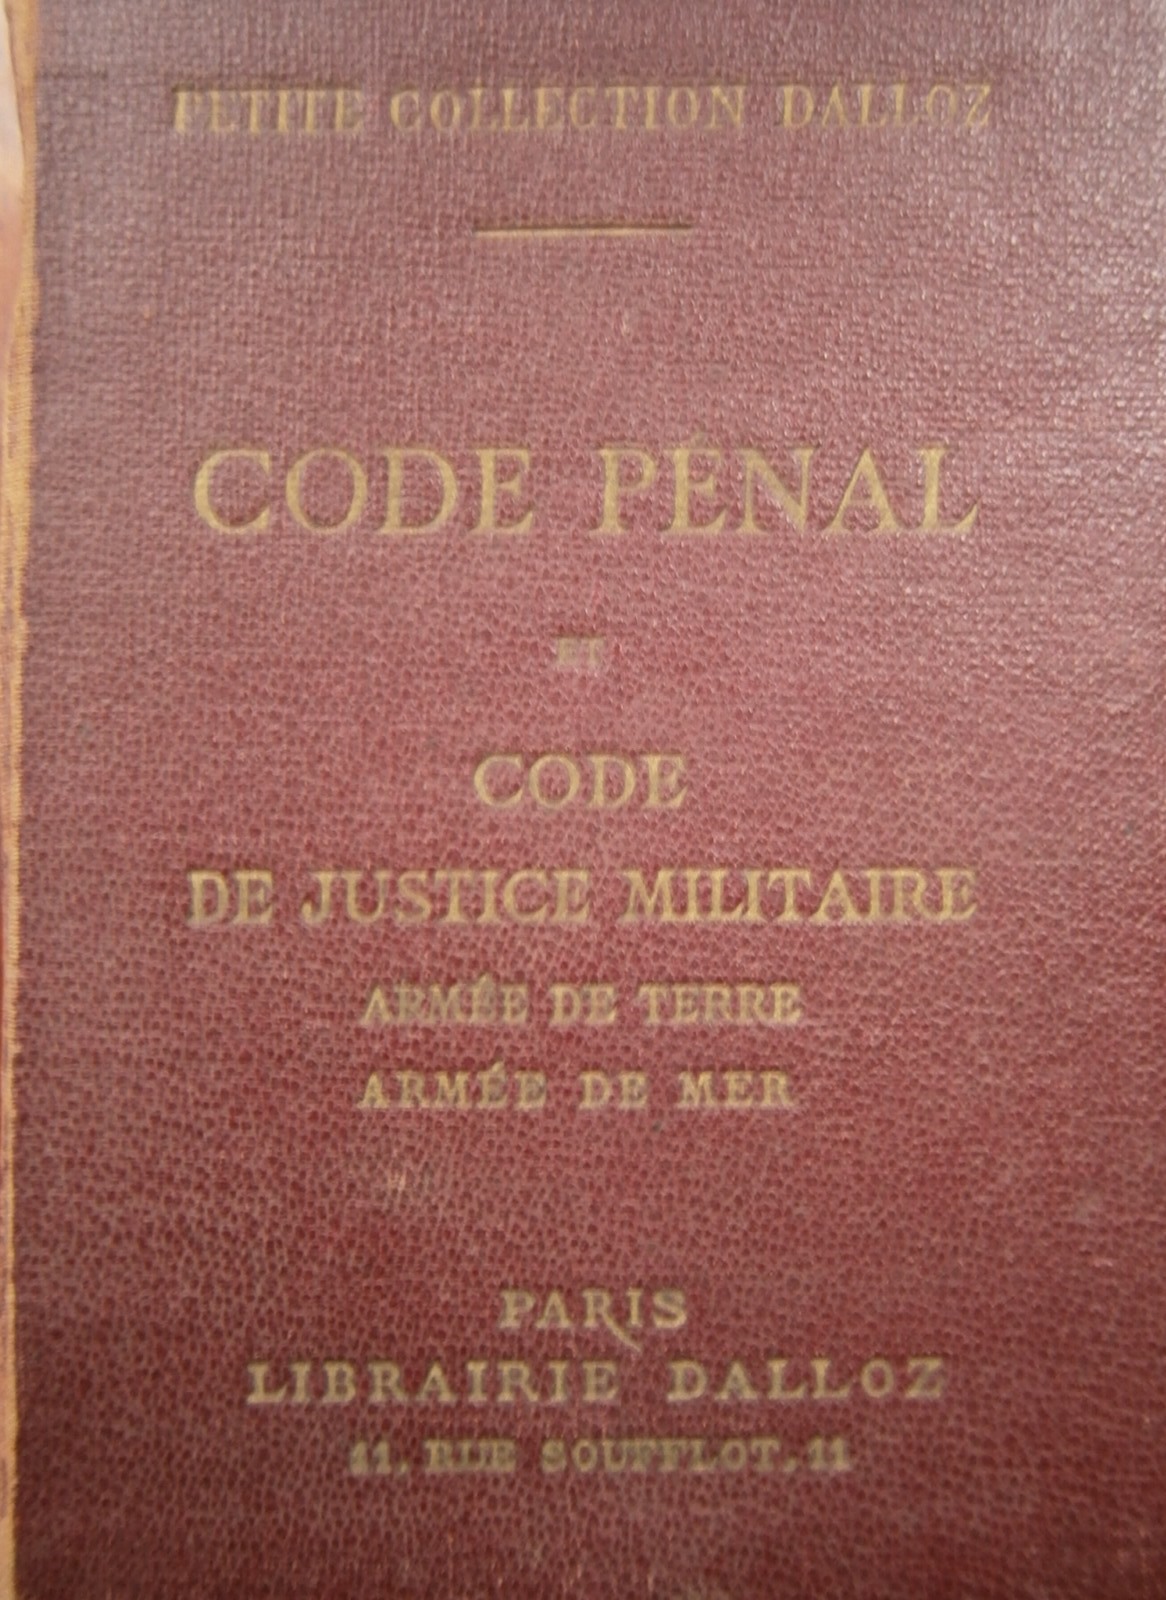 PETITE COLLECTION DALLOZ
CODE PÉNAL
ET
CODE
DE JUSTICE MILITAIRE
ARMÉE DE TERRE
ARMÉE DE MER
PARIS
LIBRAIRIE DALLOZ
11, RUE SOUFFLOT, 11